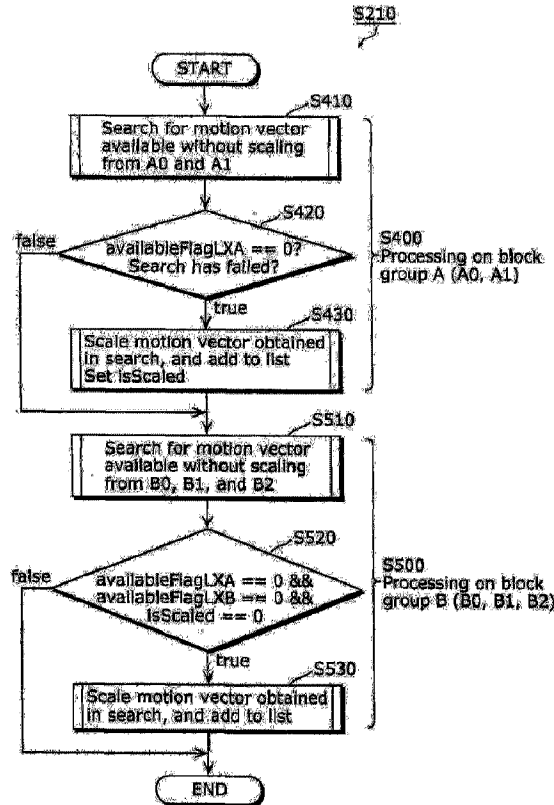 S210
START
S410
Search for motion vector
available without scaling
from A0 and A1
S420
false
availableFlagLXA == 0?
Search has failed?
true
S400
Processing on block
group A (A0, A1)
S430
Scale motion vector obtained
in search, and add to list
Set isScaled
S510
Search for motion vector
available without scaling
from B0, B1, and B2
S520
false
availableFlagLXA == 0 &&
availableFlagLXB == 0 &&
isScaled == 0
true
S500
Processing on block
group B (B0, B1, B2)
S530
Scale motion vector obtained
in search, and add to list
END